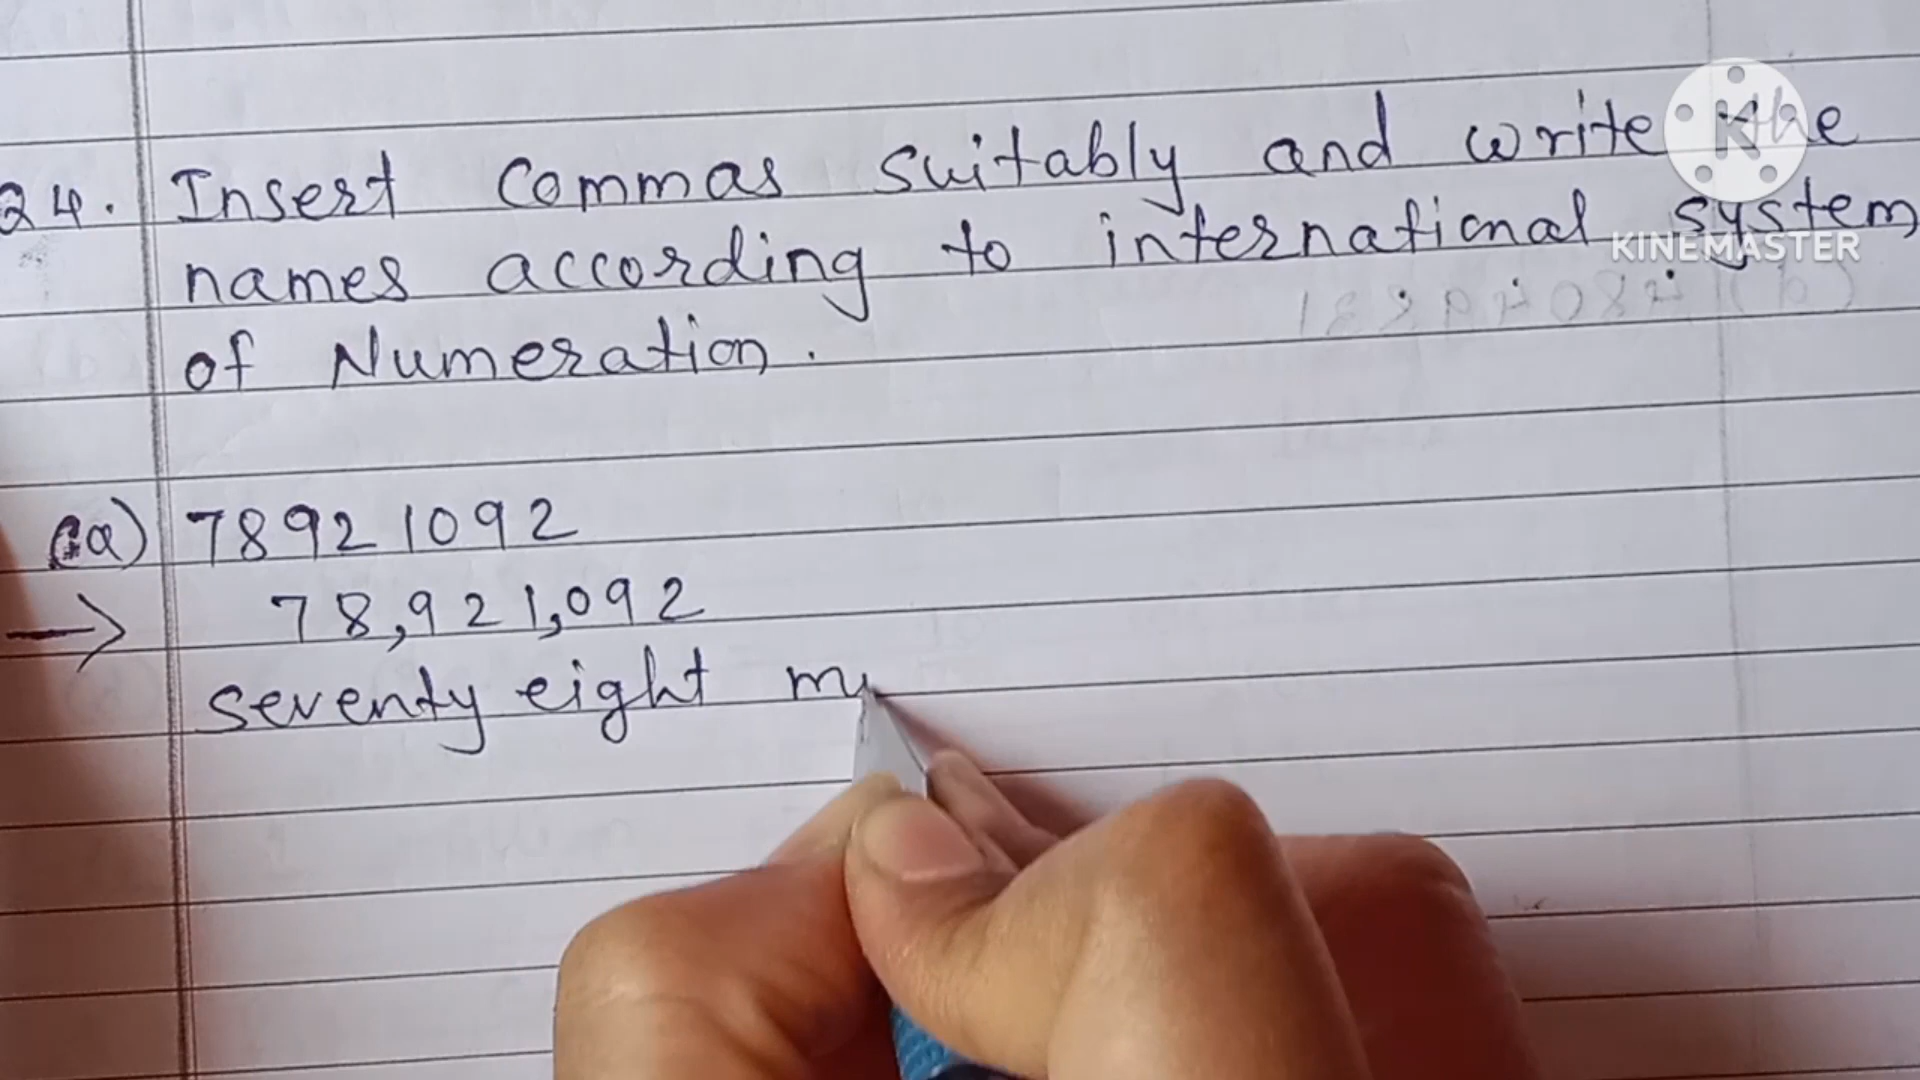 24. Insert Commas suitably and write the
names according to international system
of Numeration.
(a) 78921092
→ 78,921,092
seventy eight
KINEMASTER